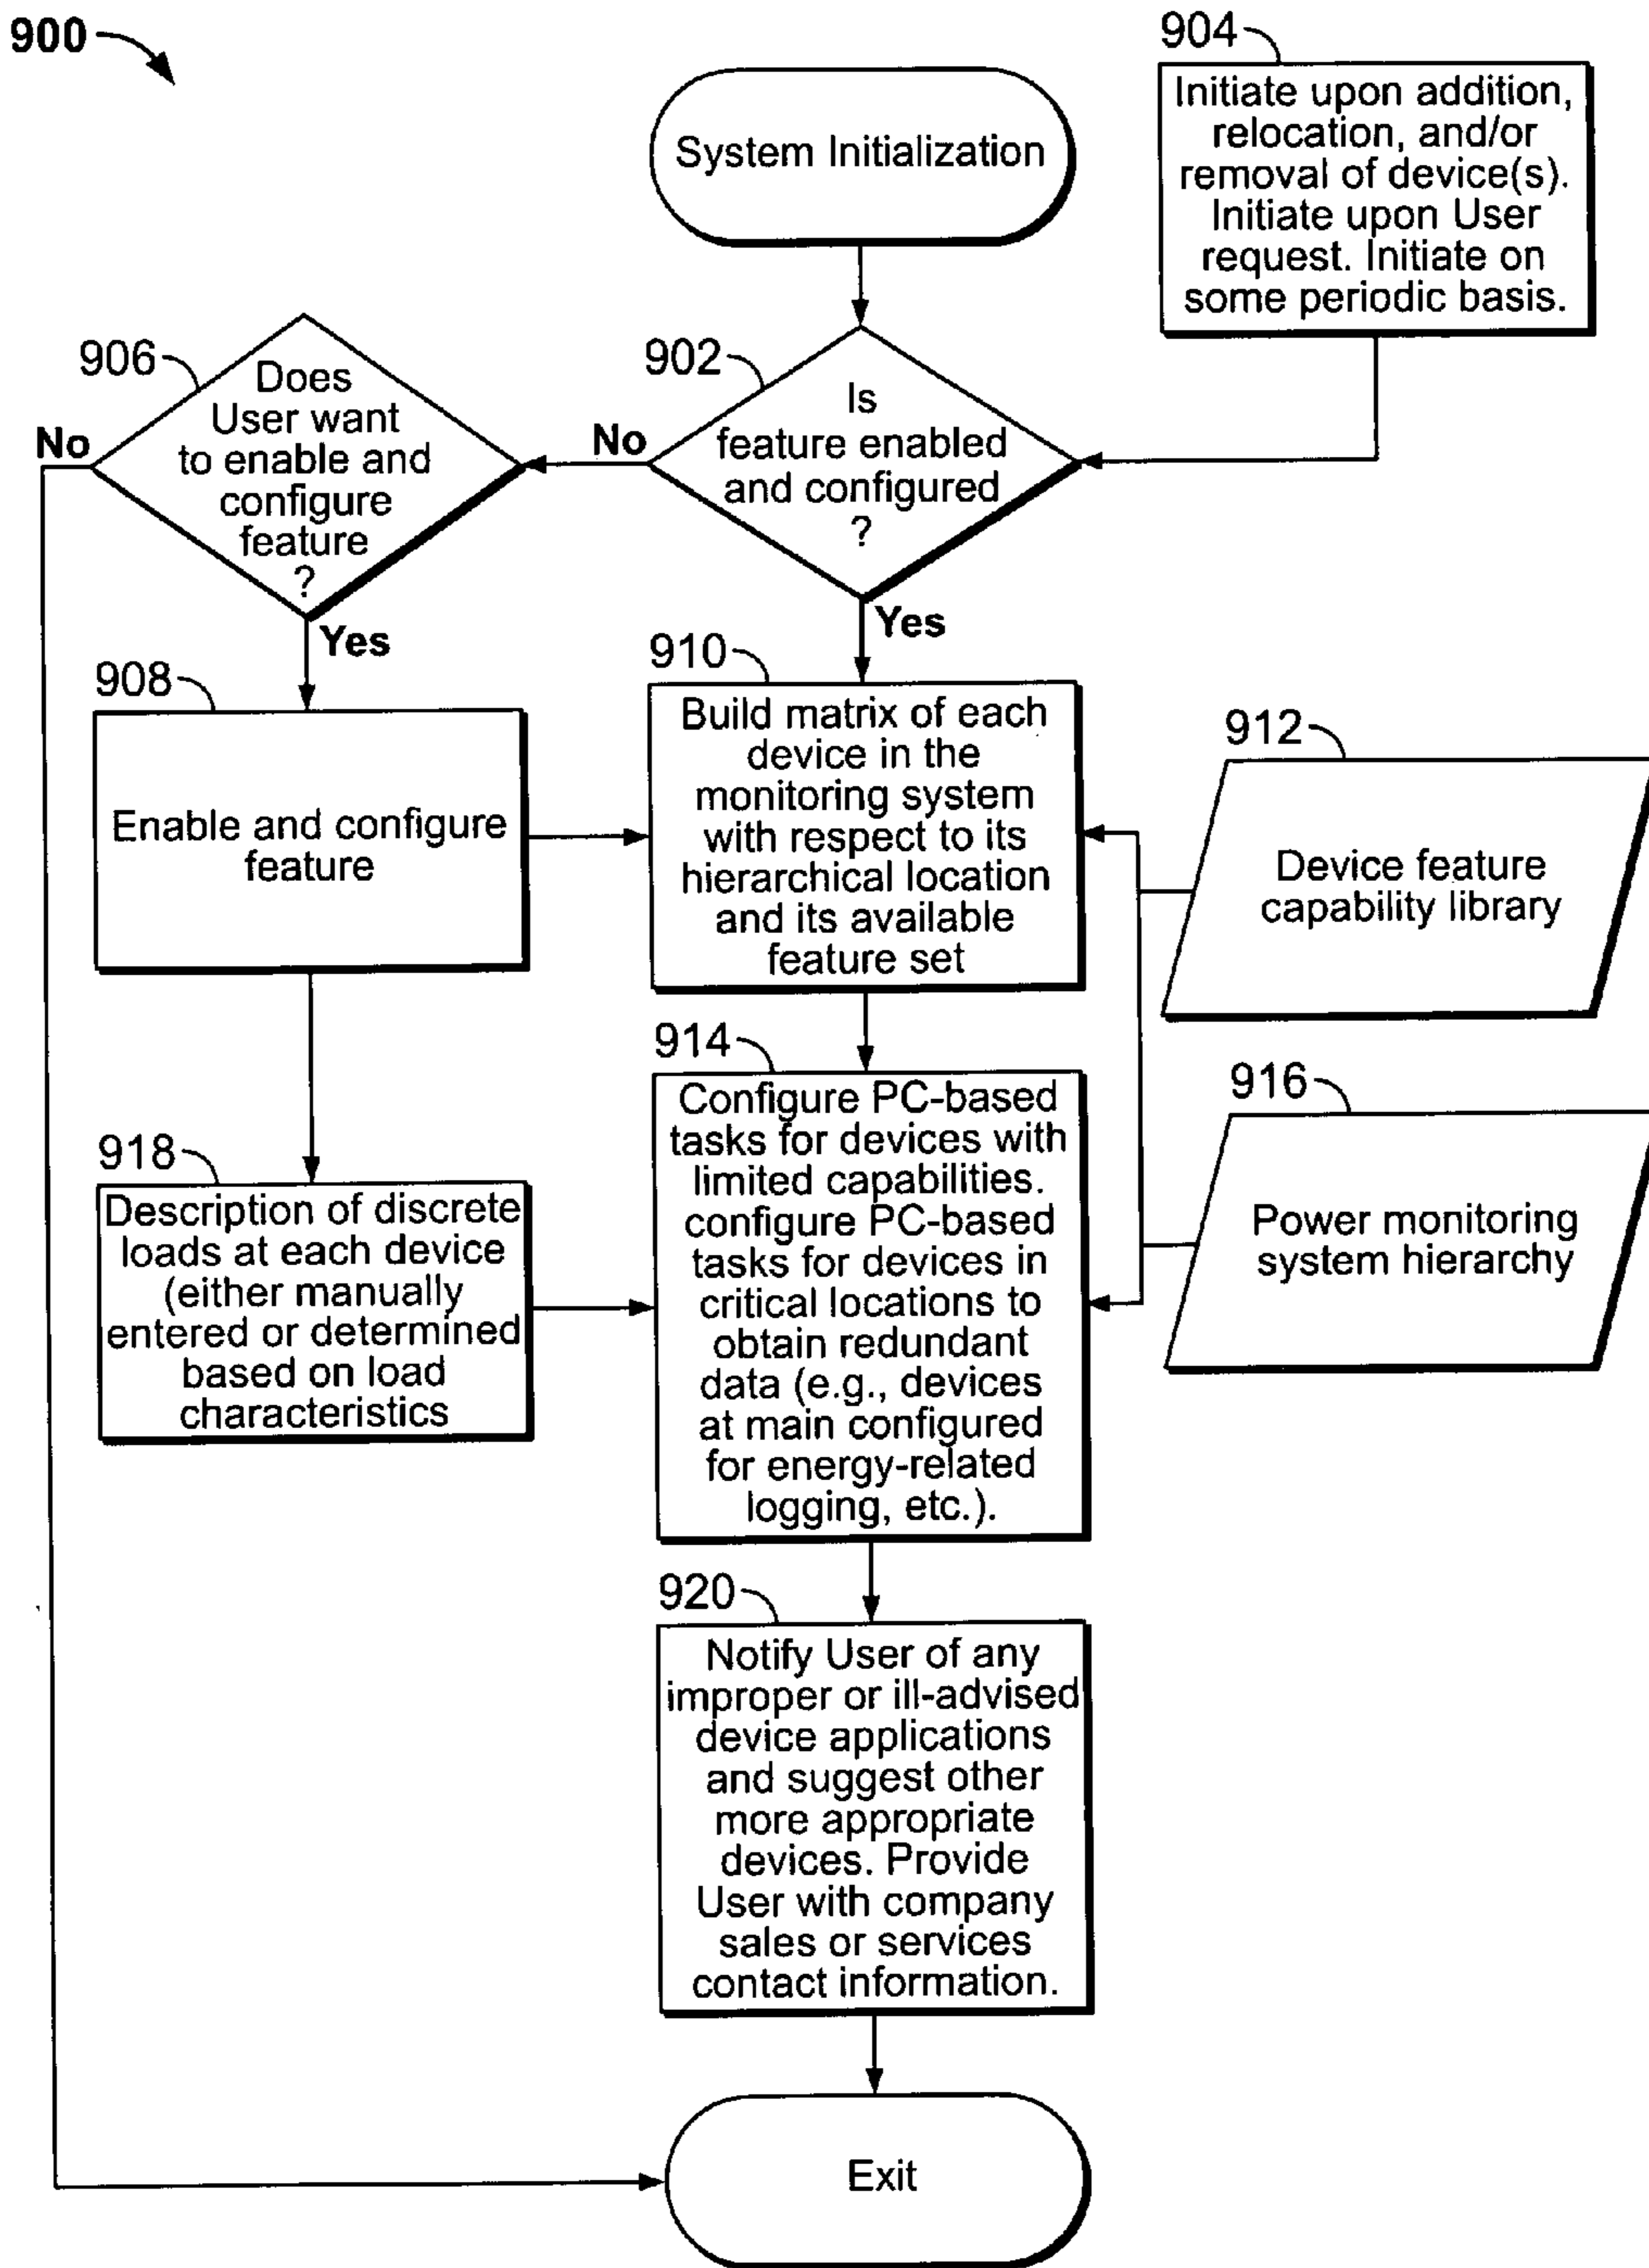 900
904
System Initialization
Initiate upon addition,
relocation, and/or
removal of device(s).
Initiate upon User
request. Initiate on
some periodic basis.
906
Does
User want
to enable and
configure
feature
?
No
Yes
902
Is
feature enabled
and configured
?
No
Yes
908
Enable and configure
feature
910
Build matrix of each
device in the
monitoring system
with respect to its
hierarchical location
and its available
feature set
912
Device feature
capability library
914
Configure PC-based
tasks for devices with
limited capabilities.
configure PC-based
tasks for devices in
critical locations to
obtain redundant
data (e.g., devices
at main configured
for energy-related
logging, etc.).
916
Power monitoring
system hierarchy
918
Description of discrete
loads at each device
(either manually
entered or determined
based on load
characteristics
920
Notify User of any
improper or ill-advised
device applications
and suggest other
more appropriate
devices. Provide
User with company
sales or services
contact information.
Exit